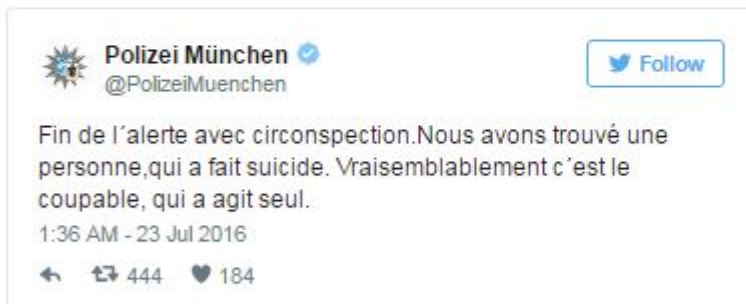 Polizei München
@PolizeiMuenchen
Follow
Fin de l´alerte avec circonspection.Nous avons trouvé une
personne,qui a fait suicide. Vraisemblablement c´est le
coupable, qui a agit seul.
1:36 AM - 23 Jul 2016
444 184